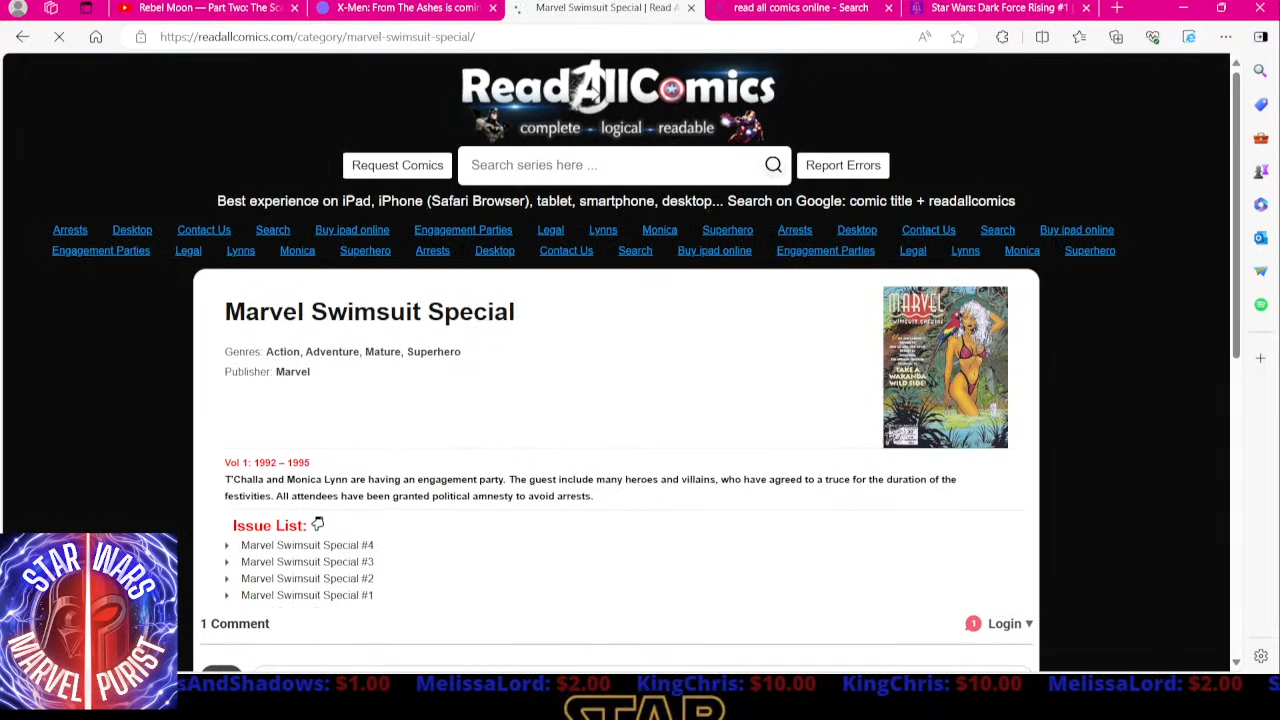 Rebel Moon — Part Two: The Sca
X-Men: From The Ashes is comin
Marvel Swimsuit Special | Read A
read all comics online - Search
Star Wars: Dark Force Rising #1 |
https://readallcomics.com/category/marvel-swimsuit-special/
ReadAllComics
complete - logical - readable
Request Comics
Search series here ...
Report Errors
Best experience on iPad, iPhone (Safari Browser), tablet, smartphone, desktop... Search on Google: comic title + readallcomics
Arrests Desktop Contact Us Search Buy ipad online Engagement Parties Legal Lynns Monica Superhero Arrests Desktop Contact Us Search Buy ipad online
Engagement Parties Legal Lynns Monica Superhero Arrests Desktop Contact Us Search Buy ipad online Engagement Parties Legal Lynns Monica Superhero
Marvel Swimsuit Special
Genres: Action, Adventure, Mature, Superhero
Publisher: Marvel
MARVEL
SWIMSUIT SPECIAL
TAKE A
WAKANDA
WILD SIDE!
Vol 1: 1992 – 1995
T'Challa and Monica Lynn are having an engagement party. The guest include many heroes and villains, who have agreed to a truce for the duration of the
festivities. All attendees have been granted political amnesty to avoid arrests.
Issue List:
Marvel Swimsuit Special #4
Marvel Swimsuit Special #3
Marvel Swimsuit Special #2
Marvel Swimsuit Special #1
1 Comment
1 Login
STAR WARS
MARVEL PURIST
sAndShadows: $1.00 MelissaLord: $2.00 KingChris: $10.00 KingChris: $10.00 MelissaLord: $2.00 S
STAR